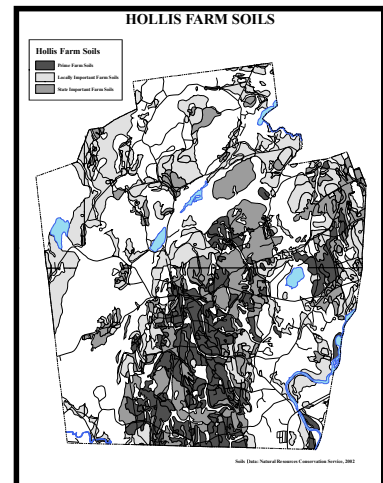 HOLLIS FARM SOILS
Hollis Farm Soils
Prime Farm Soils
Locally Important Farm Soils
State Important Farm Soils
Soils Data: Natural Resources Conservation Service, 2002